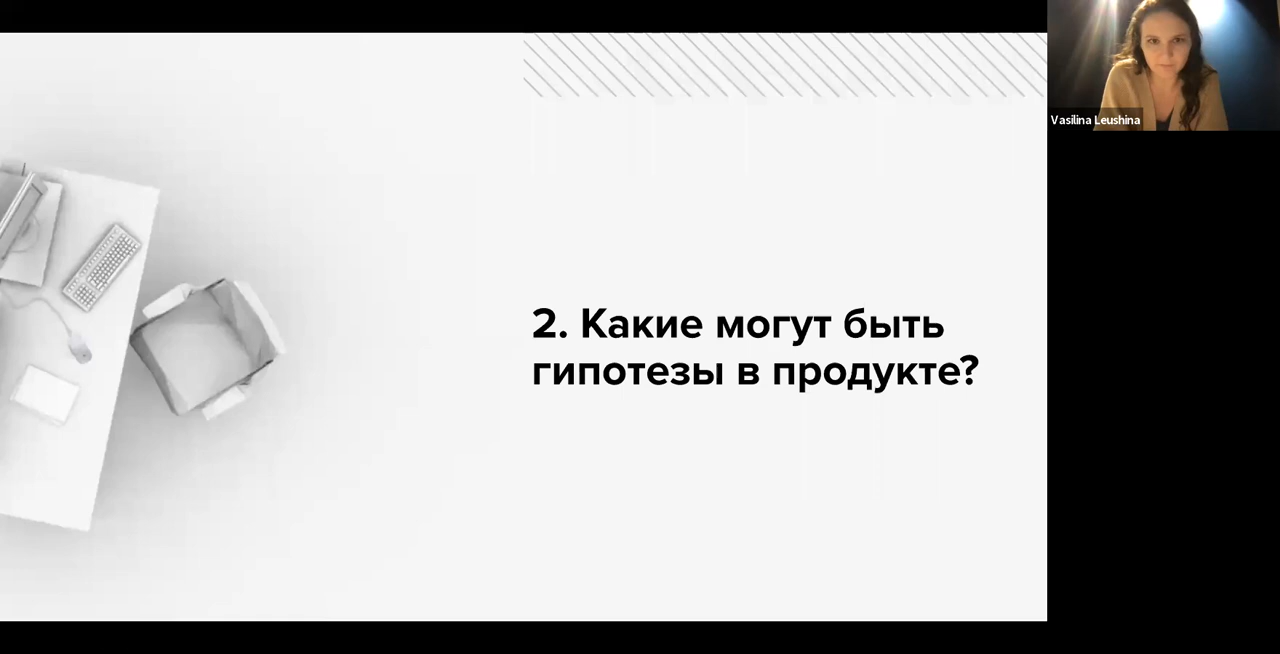 Vasilina Leushina
2. Какие могут быть
гипотезы в продукте?